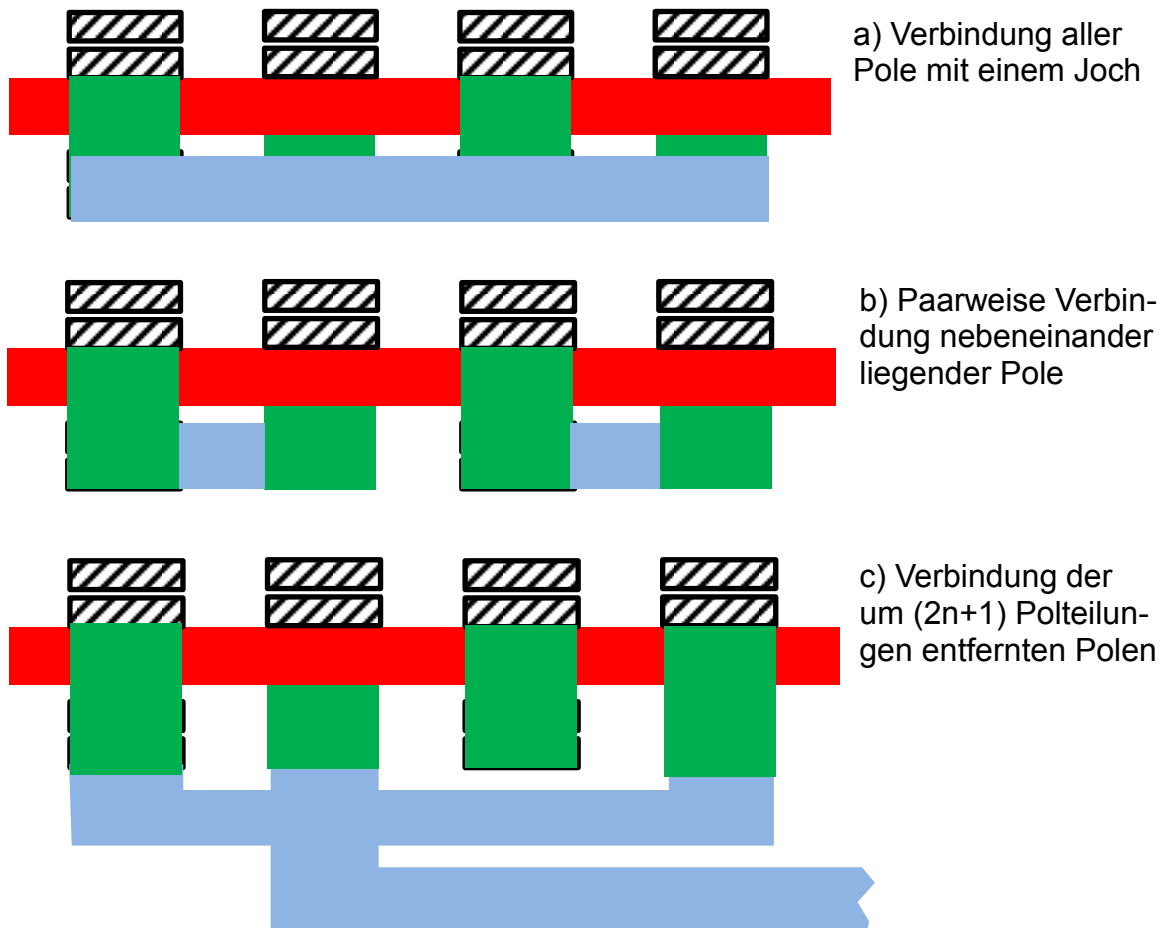 a) Verbindung aller
Pole mit einem Joch
b) Paarweise Verbin-
dung nebeneinander
liegender Pole
c) Verbindung der
um (2n+1) Polteilun-
gen entfernten Polen